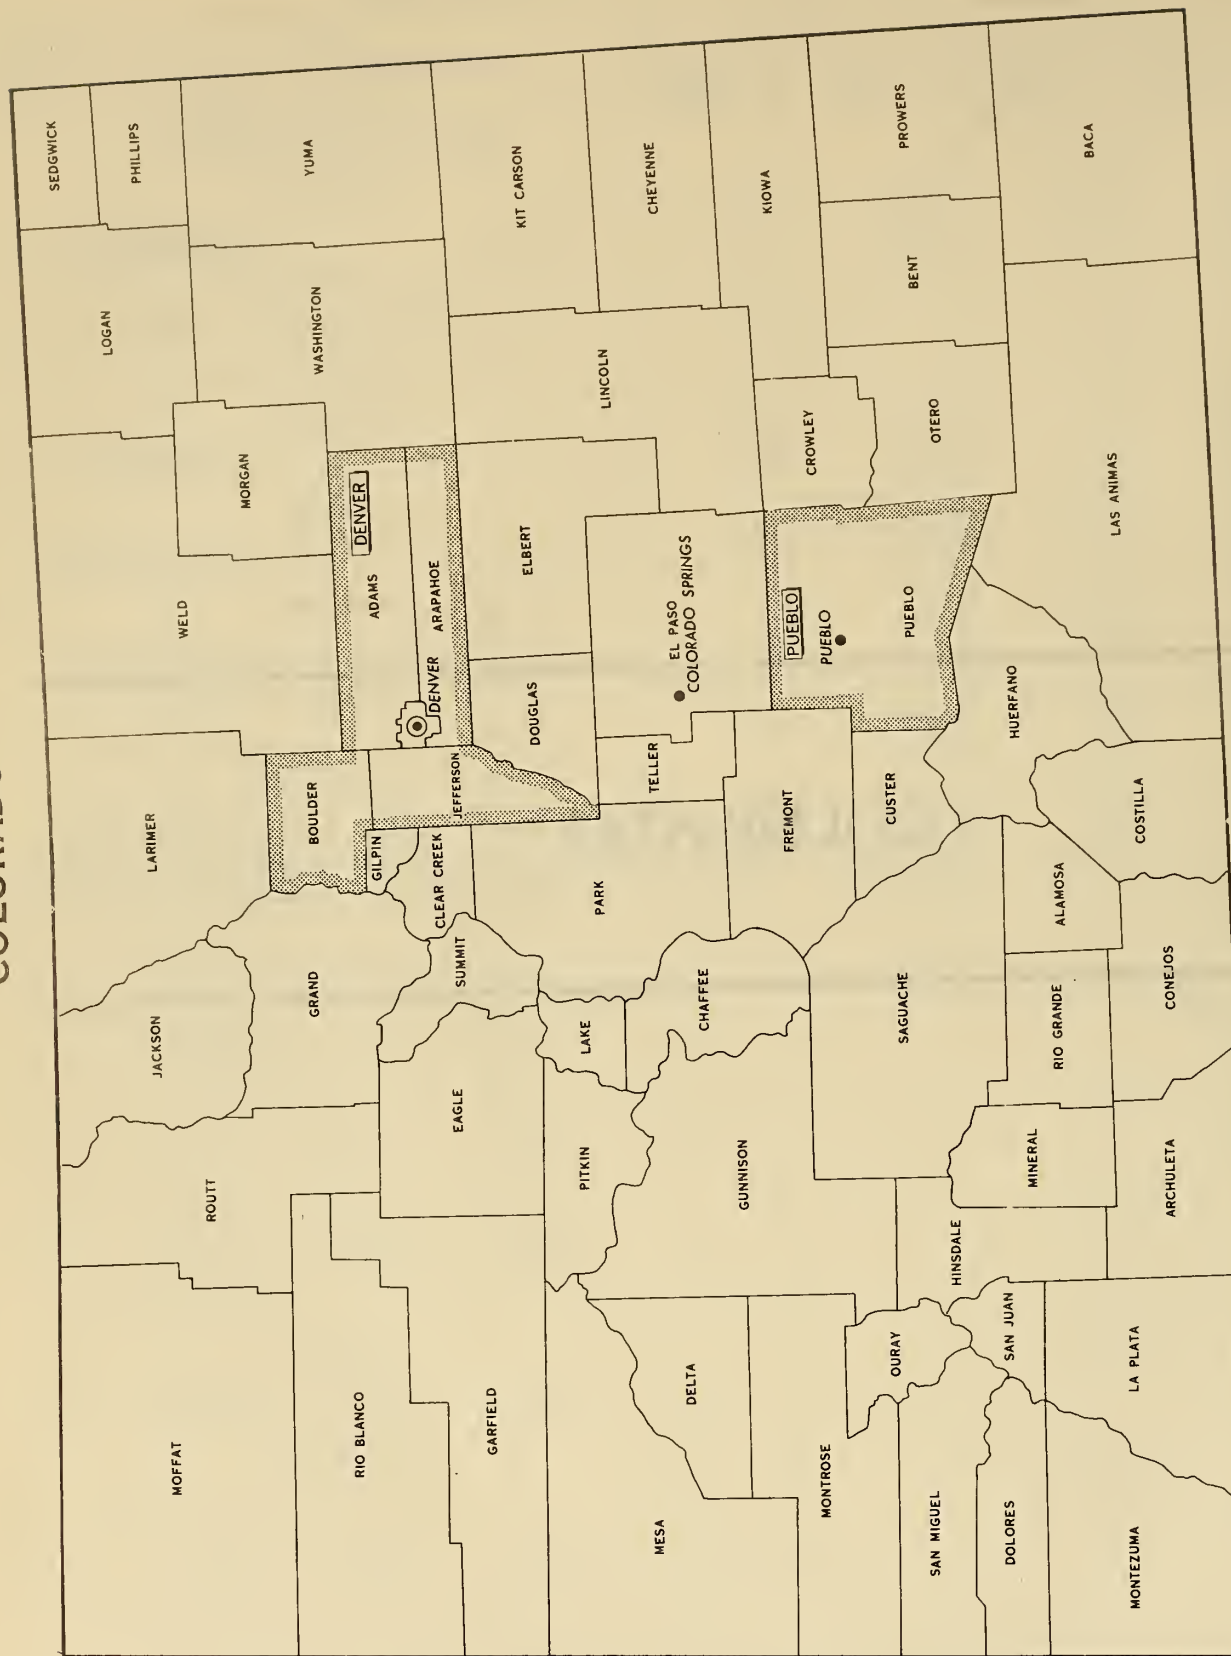 COLORADO
MOFFAT
ROUTT
JACKSON
LARIMER
WELD
LOGAN
SEDGWICK
PHILLIPS
RIO BLANCO
GRAND
BOULDER
MORGAN
WASHINGTON
YUMA
GARFIELD
EAGLE
SUMMIT
GILPIN
CLEAR CREEK
JEFFERSON
DENVER
ADAMS
ARAPAHOE
DENVER
MESA
PITKIN
LAKE
PARK
DOUGLAS
ELBERT
LINCOLN
KIT CARSON
CHEYENNE
DELTA
GUNNISON
CHAFFEE
TELLER
EL PASO
COLORADO SPRINGS
MONTROSE
FREMONT
PUEBLO
PUEBLO
PUEBLO
CROWLEY
KIOWA
OURAY
SAGUACHE
CUSTER
OTERO
BENT
PROWERS
SAN MIGUEL
HINSDALE
DOLORES
SAN JUAN
MINERAL
RIO GRANDE
ALAMOSA
HUERFANO
LAS ANIMAS
BACA
MONTEZUMA
LA PLATA
ARCHULETA
CONEJOS
COSTILLA